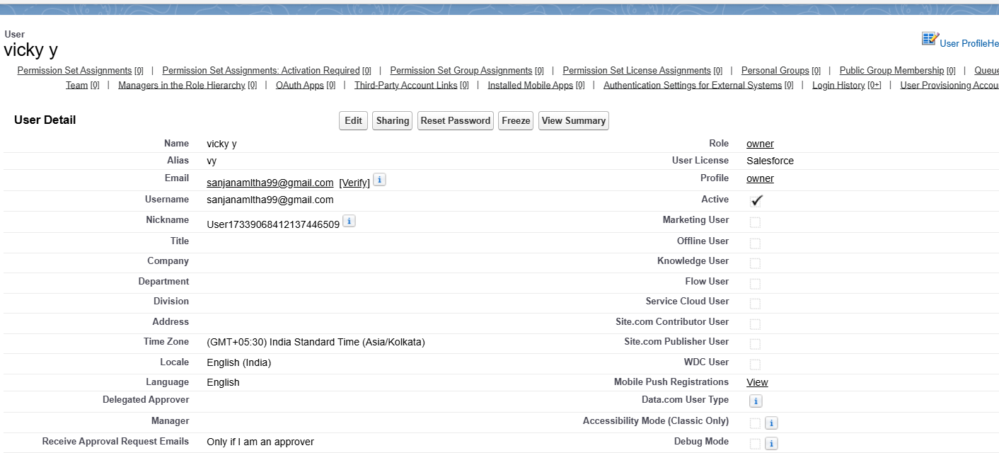 User
vicky y
User ProfileHe
Permission Set Assignments [0] | Permission Set Assignments: Activation Required [0] | Permission Set Group Assignments [0] | Permission Set License Assignments [0] | Personal Groups [0] | Public Group Membership [0] | Queue
Team [0] | Managers in the Role Hierarchy [0] | OAuth Apps [0] | Third-Party Account Links [0] | Installed Mobile Apps [0] | Authentication Settings for External Systems [0] | Login History [0+] | User Provisioning Accou
User Detail Edit Sharing Reset Password Freeze View Summary
Name vicky y Role owner
Alias vy User License Salesforce
Email sanjanamltha99@gmail.com [Verify] i Profile owner
Username sanjanamltha99@gmail.com Active
Nickname User17339068412137446509 i Marketing User
Title Offline User
Company Knowledge User
Department Flow User
Division Service Cloud User
Address Site.com Contributor User
Time Zone (GMT+05:30) India Standard Time (Asia/Kolkata) Site.com Publisher User
Locale English (India) WDC User
Language English Mobile Push Registrations View
Delegated Approver Data.com User Type i
Manager Accessibility Mode (Classic Only) i
Receive Approval Request Emails Only if I am an approver Debug Mode i